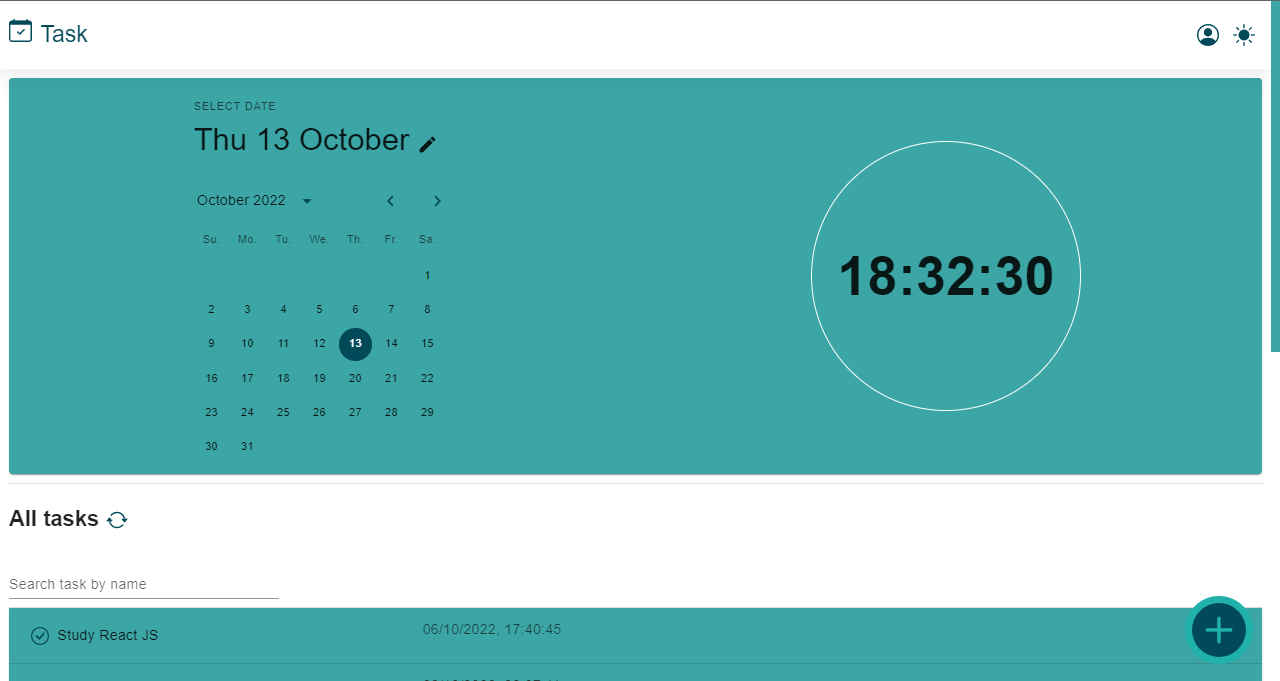 Task
SELECT DATE
Thu 13 October
October 2022
Su. Mo. Tu. We. Th. Fr. Sa.
1
2 3 4 5 6 7 8
9 10 11 12 13 14 15
16 17 18 19 20 21 22
23 24 25 26 27 28 29
30 31
18:32:30
All tasks
Search task by name
Study React JS 06/10/2022, 17:40:45